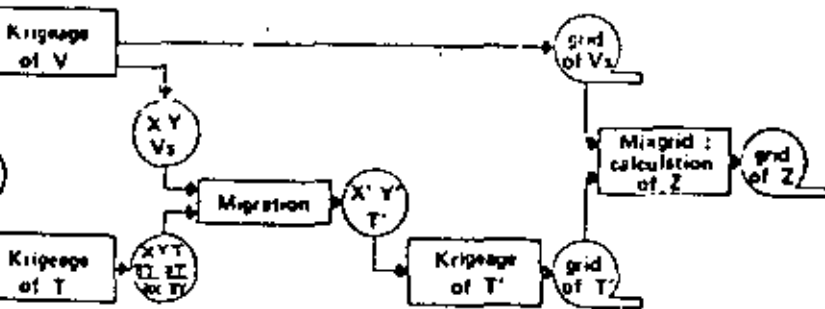 Krigeage
of V
grid
of Vs
X Y
Vs
Mixgrid :
calculation
of Z
grid
of Z
Migration
X' Y'
T'
Krigeage
of T
X Y T
Krigeage
of T'
grid
of T'